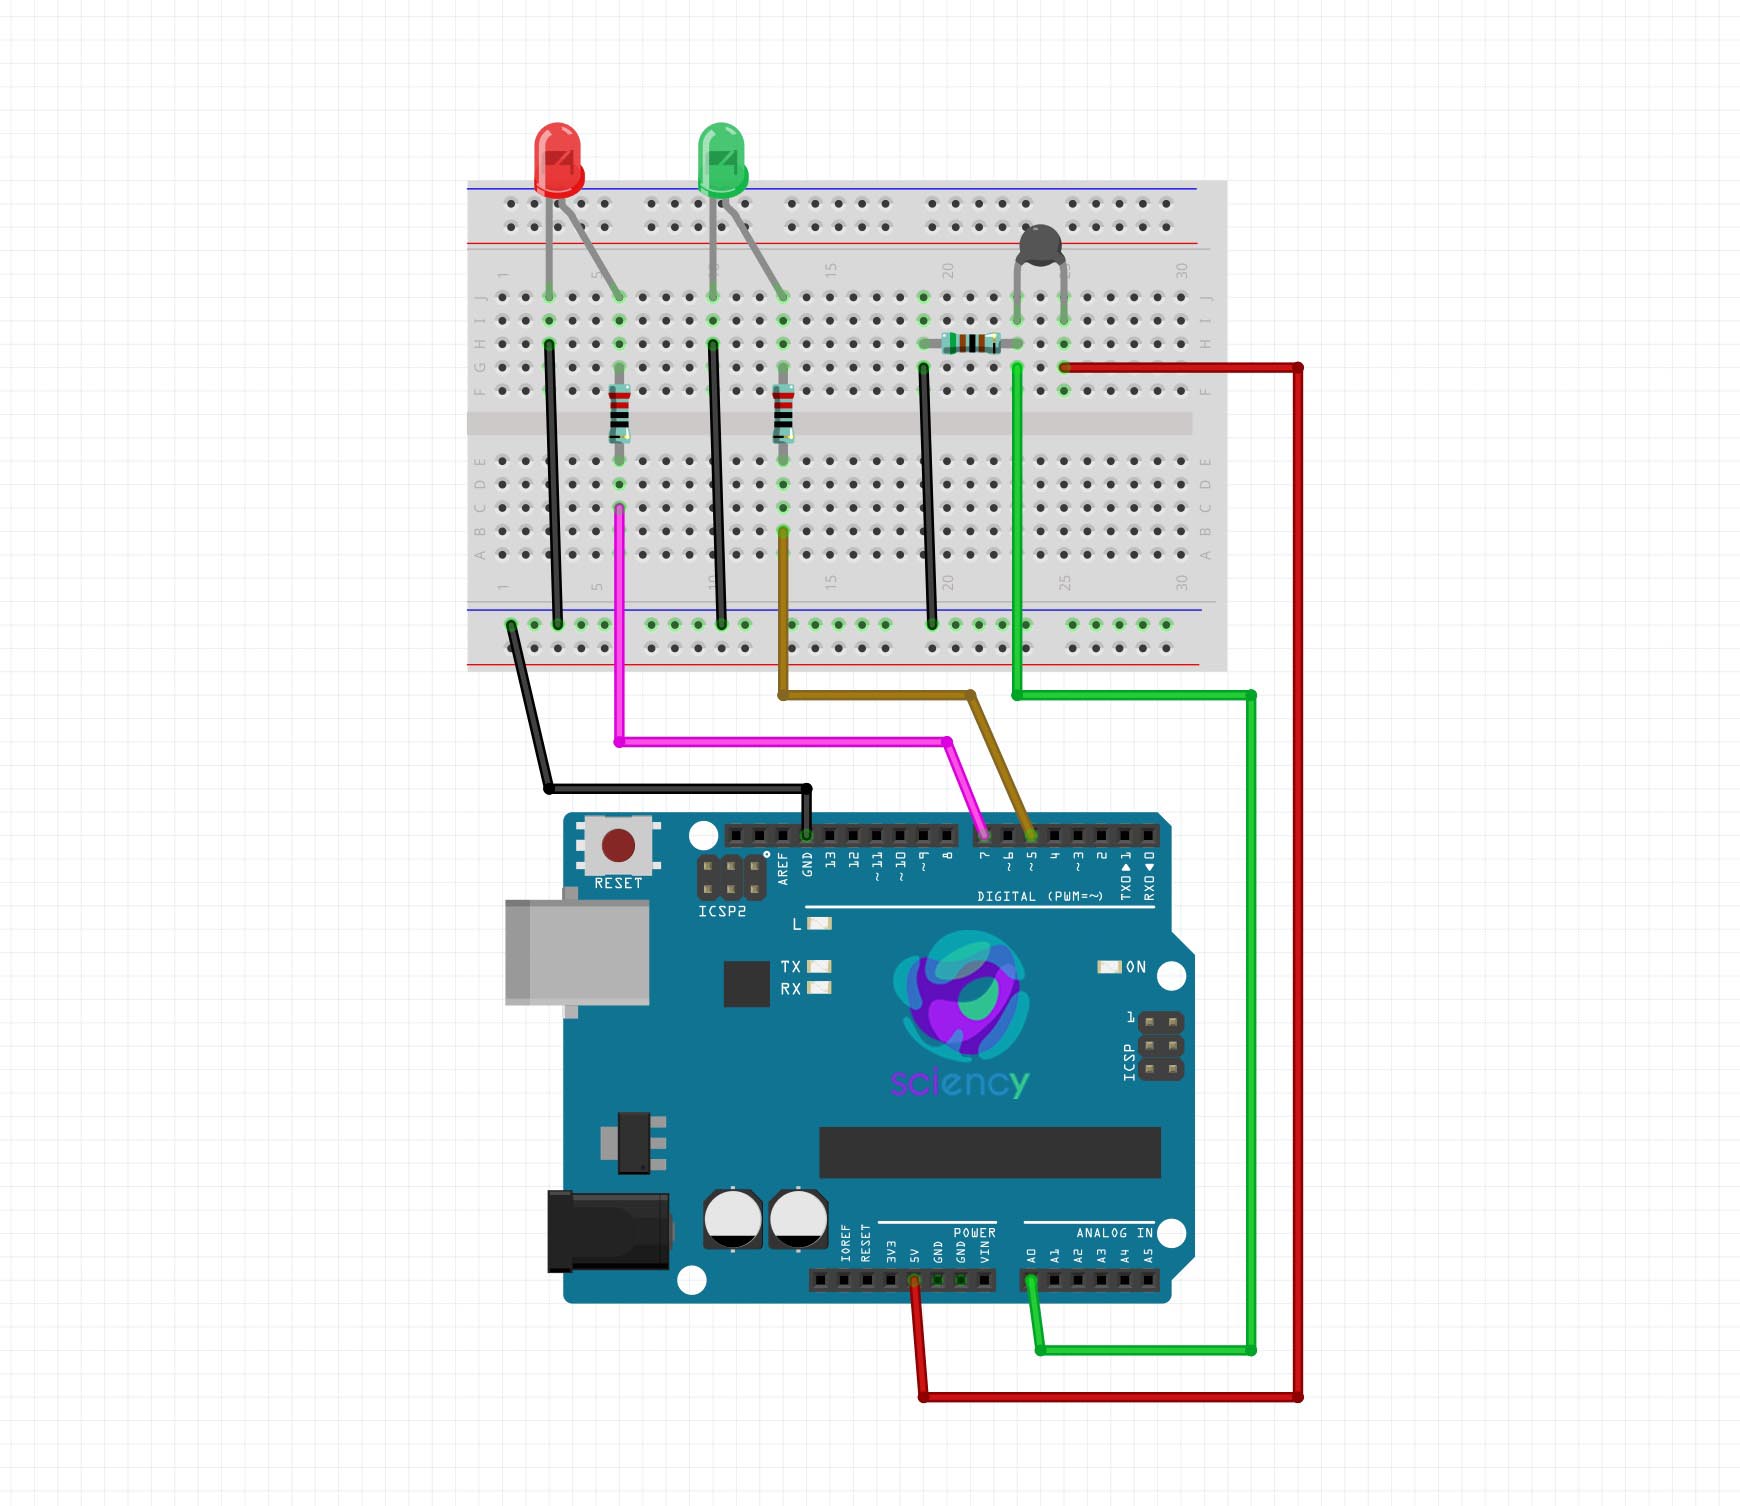 1 5 10 15 20 25 30
J J
I I
H H
G G
F F
E E
D D
C C
B B
A A
1 5 10 15 20 25 30
RESET
AREF GND 13 12 ~11 ~10 ~9 8 7 ~6 ~5 4 ~3 2 TX0▶1 RX0◀0
DIGITAL (PWM=~)
ICSP2
L
TX
RX
ON
1
ICSP
sciency
POWER
ANALOG IN
IOREF RESET 3V3 5V GND GND VIN A0 A1 A2 A3 A4 A5